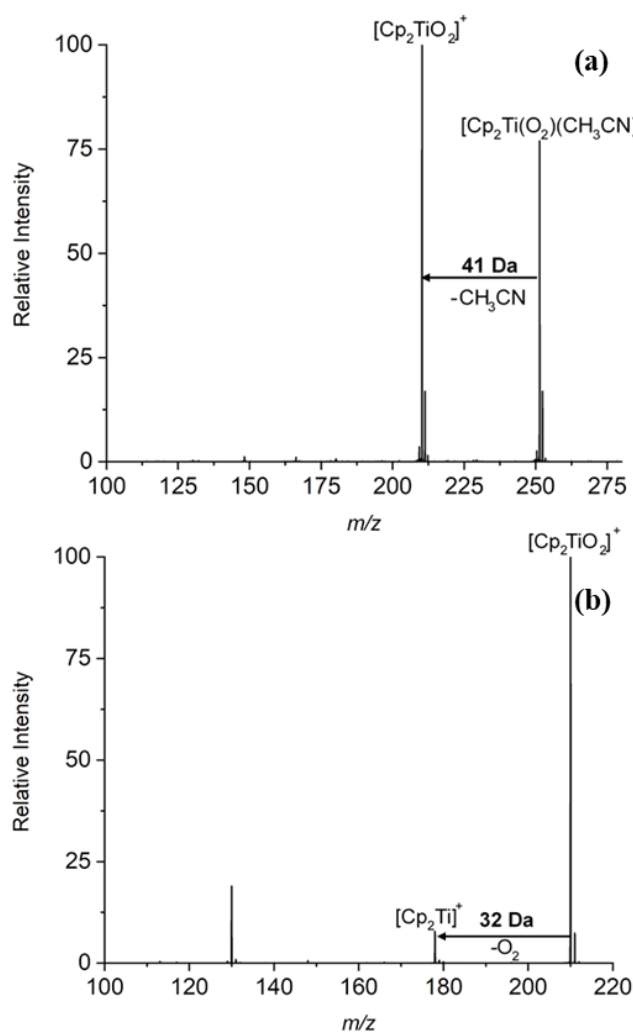 [Cp₂TiO₂]⁺
(a)
[Cp₂Ti(O₂)(CH₃CN)
100
75
50
25
0
Relative Intensity
41 Da
-CH₃CN
100 125 150 175 200 225 250 275
m/z
[Cp₂TiO₂]⁺
(b)
100
75
50
25
0
Relative Intensity
[Cp₂Ti]⁺
32 Da
-O₂
100 120 140 160 180 200 220
m/z